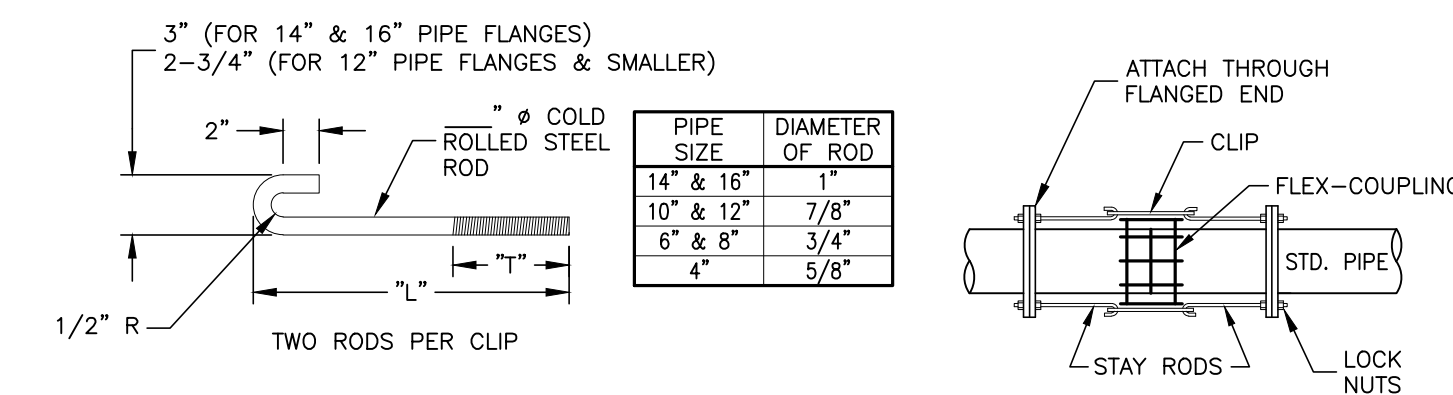 3" (FOR 14" & 16" PIPE FLANGES)
2-3/4" (FOR 12" PIPE FLANGES & SMALLER)
2"
___" ø COLD
ROLLED STEEL
ROD
"T"
"L"
1/2" R
TWO RODS PER CLIP
PIPE SIZE DIAMETER OF ROD
14" & 16" 1"
10" & 12" 7/8"
6" & 8" 3/4"
4" 5/8"
ATTACH THROUGH
FLANGED END
CLIP
FLEX-COUPLING
STD. PIPE
STAY RODS
LOCK
NUTS